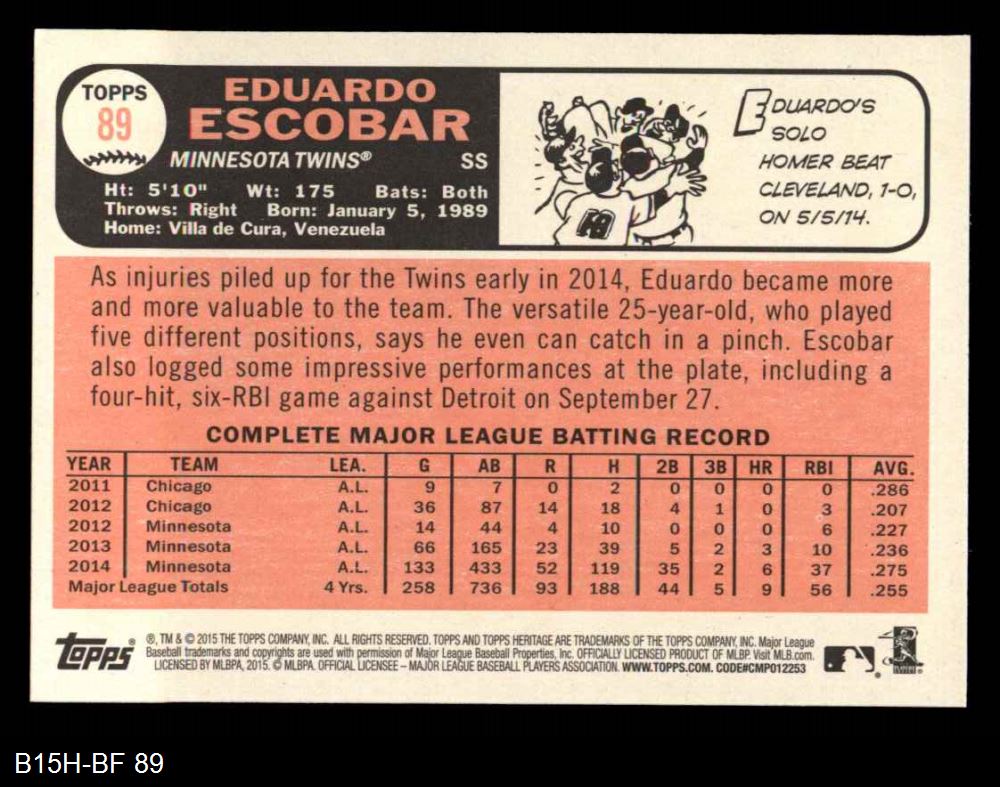 TOPPS
89
EDUARDO
ESCOBAR
MINNESOTA TWINS® SS
Ht: 5'10" Wt: 175 Bats: Both
Throws: Right Born: January 5, 1989
Home: Villa de Cura, Venezuela
EDUARDO'S
SOLO
HOMER BEAT
CLEVELAND, 1-0,
ON 5/5/14.
As injuries piled up for the Twins early in 2014, Eduardo became more
and more valuable to the team. The versatile 25-year-old, who played
five different positions, says he even can catch in a pinch. Escobar
also logged some impressive performances at the plate, including a
four-hit, six-RBI game against Detroit on September 27.
COMPLETE MAJOR LEAGUE BATTING RECORD
YEAR TEAM LEA. G AB R H 2B 3B HR RBI AVG.
2011 Chicago A.L. 9 7 0 2 0 0 0 0 .286
2012 Chicago A.L. 36 87 14 18 4 1 0 3 .207
2012 Minnesota A.L. 14 44 4 10 0 0 0 6 .227
2013 Minnesota A.L. 66 165 23 39 5 2 3 10 .236
2014 Minnesota A.L. 133 433 52 119 35 2 6 37 .275
Major League Totals 4 Yrs. 258 736 93 188 44 5 9 56 .255
topps®
®, TM & © 2015 THE TOPPS COMPANY, INC. ALL RIGHTS RESERVED. TOPPS AND TOPPS HERITAGE ARE TRADEMARKS OF THE TOPPS COMPANY, INC. Major League
Baseball trademarks and copyrights are used with permission of Major League Baseball Properties, Inc. OFFICIALLY LICENSED PRODUCT OF MLBP. Visit MLB.com.
LICENSED BY MLBPA, 2015. © MLBPA. OFFICIAL LICENSEE – MAJOR LEAGUE BASEBALL PLAYERS ASSOCIATION. WWW.TOPPS.COM. CODE#CMP012253
B15H-BF 89